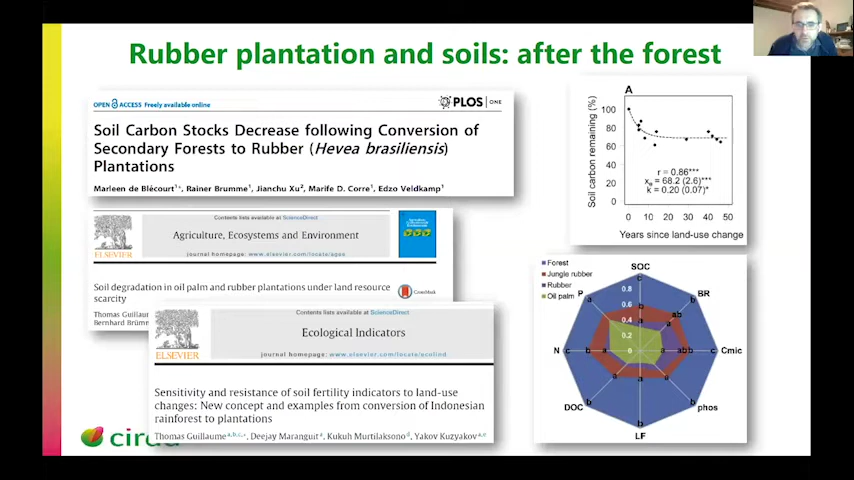 Rubber plantation and soils: after the forest
OPEN ACCESS Freely available online
PLOS ONE
Soil Carbon Stocks Decrease following Conversion of
Secondary Forests to Rubber (Hevea brasiliensis)
Plantations
Marleen de Blécourt1*, Rainer Brumme1, Jianchu Xu2, Marife D. Corre1, Edzo Veldkamp1
Contents lists available at ScienceDirect
Agriculture, Ecosystems and Environment
journal homepage: www.elsevier.com/locate/agee
ELSEVIER
Soil degradation in oil palm and rubber plantations under land resource
scarcity
CrossMark
Thomas Guillaume
Bernhard Brümme
Contents lists available at ScienceDirect
Ecological Indicators
journal homepage: www.elsevier.com/locate/ecolind
ELSEVIER
Sensitivity and resistance of soil fertility indicators to land-use
changes: New concept and examples from conversion of Indonesian
rainforest to plantations
Thomas Guillaume a,b,c,*, Deejay Maranguit a, Kukuh Murtilaksono d, Yakov Kuzyakov a,e
cirad
A
Soil carbon remaining (%)
100
80
60
40
20
0
r = 0.86***
x = 68.2 (2.6)***
k = 0.20 (0.07)*
0 10 20 30 40 50
Years since land-use change
Forest
Jungle rubber
Rubber
Oil palm
SOC
BR
Cmic
phos
LF
DOC
N
P
0.8
0.6
0.4
0.2
0